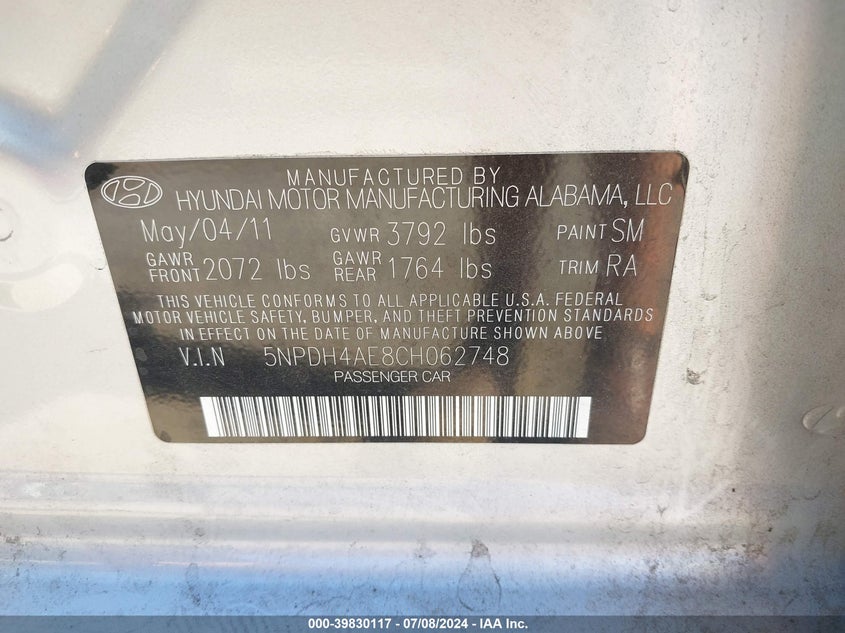 MANUFACTURED BY
HYUNDAI MOTOR MANUFACTURING ALABAMA, LLC
May/04/11 GVWR 3792 lbs PAINT SM
GAWR FRONT 2072 lbs GAWR REAR 1764 lbs TRIM RA
THIS VEHICLE CONFORMS TO ALL APPLICABLE U.S.A. FEDERAL
MOTOR VEHICLE SAFETY, BUMPER, AND THEFT PREVENTION STANDARDS
IN EFFECT ON THE DATE OF MANUFACTURE SHOWN ABOVE.
V.I.N 5NPDH4AE8CH062748
PASSENGER CAR
000-39830117 - 07/08/2024 - IAA, Inc.